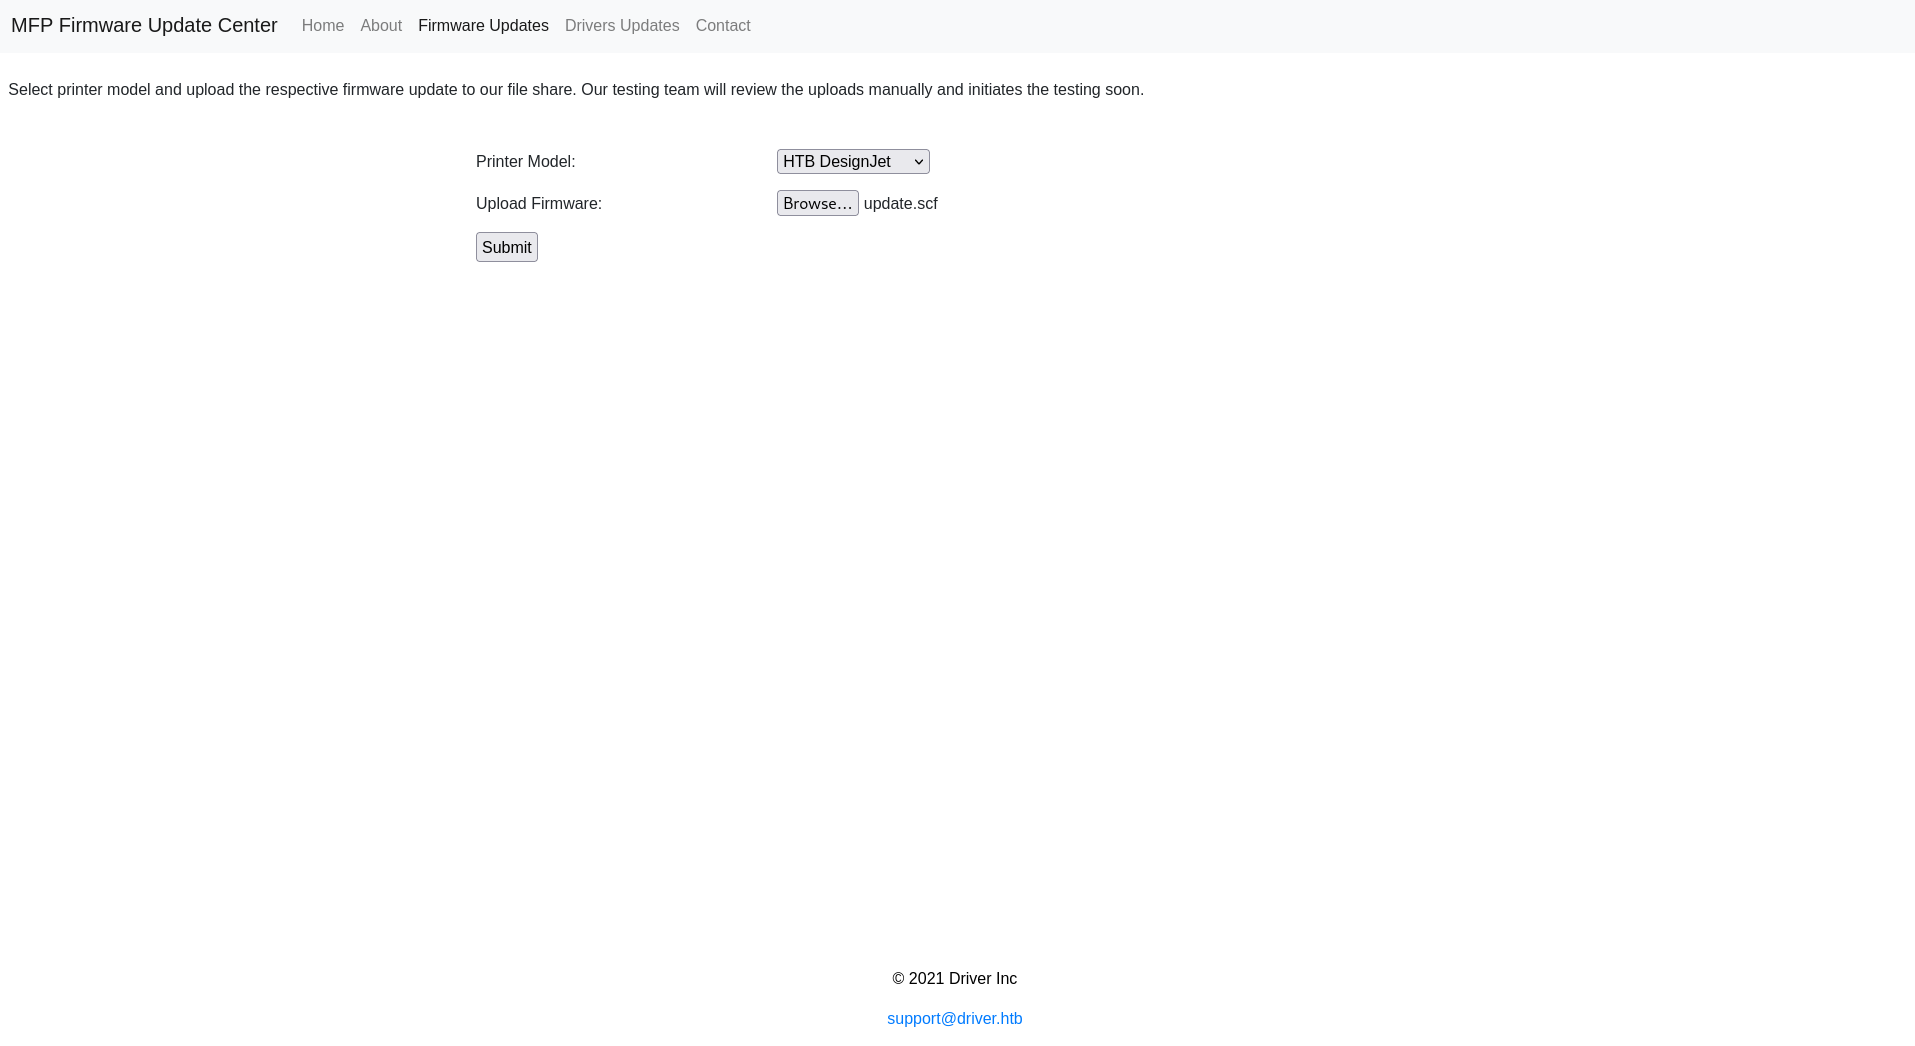 MFP Firmware Update Center Home About Firmware Updates Drivers Updates Contact
Select printer model and upload the respective firmware update to our file share. Our testing team will review the uploads manually and initiates the testing soon.
Printer Model: HTB DesignJet
Upload Firmware: Browse... update.scf
Submit
© 2021 Driver Inc
support@driver.htb